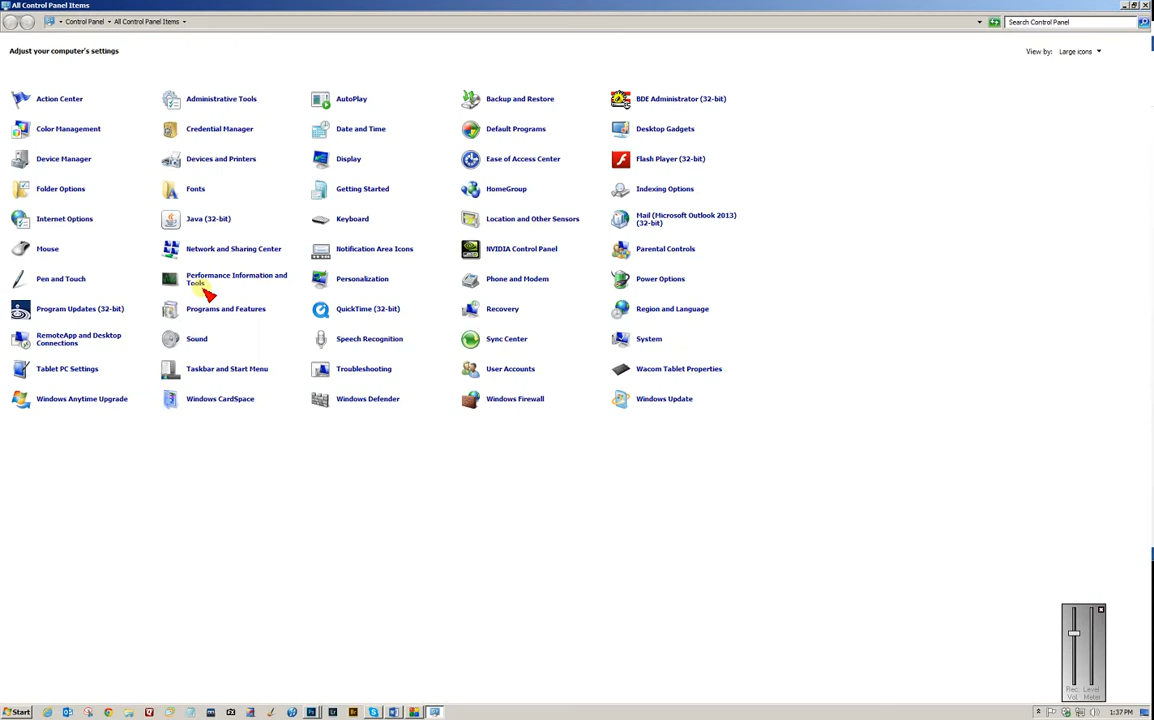 All Control Panel Items
Control Panel
All Control Panel Items
Search Control Panel
Adjust your computer's settings
View by:
Large icons
Action Center
Administrative Tools
AutoPlay
Backup and Restore
BDE Administrator (32-bit)
Color Management
Credential Manager
Date and Time
Default Programs
Desktop Gadgets
Device Manager
Devices and Printers
Display
Ease of Access Center
Flash Player (32-bit)
Folder Options
Fonts
Getting Started
HomeGroup
Indexing Options
Internet Options
Java (32-bit)
Keyboard
Location and Other Sensors
Mail (Microsoft Outlook 2013)
(32-bit)
Mouse
Network and Sharing Center
Notification Area Icons
NVIDIA Control Panel
Parental Controls
Pen and Touch
Performance Information and
Tools
Personalization
Phone and Modem
Power Options
Program Updates (32-bit)
Programs and Features
QuickTime (32-bit)
Recovery
Region and Language
RemoteApp and Desktop
Connections
Sound
Speech Recognition
Sync Center
System
Tablet PC Settings
Taskbar and Start Menu
Troubleshooting
User Accounts
Wacom Tablet Properties
Windows Anytime Upgrade
Windows CardSpace
Windows Defender
Windows Firewall
Windows Update
Rec Level
Vol Meter
Start
1:37 PM